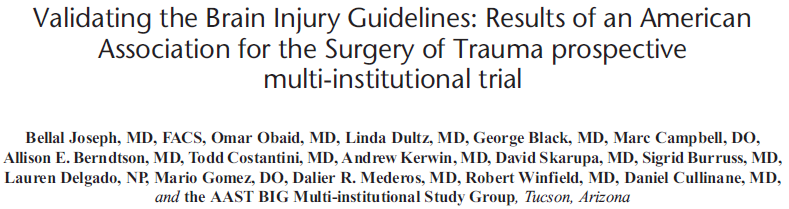 Validating the Brain Injury Guidelines: Results of an American
Association for the Surgery of Trauma prospective
multi-institutional trial
Bellal Joseph, MD, FACS, Omar Obaid, MD, Linda Dultz, MD, George Black, MD, Marc Campbell, DO,
Allison E. Berndtson, MD, Todd Costantini, MD, Andrew Kerwin, MD, David Skarupa, MD, Sigrid Burruss, MD,
Lauren Delgado, NP, Mario Gomez, DO, Dalier R. Mederos, MD, Robert Winfield, MD, Daniel Cullinane, MD,
and the AAST BIG Multi-institutional Study Group, Tucson, Arizona